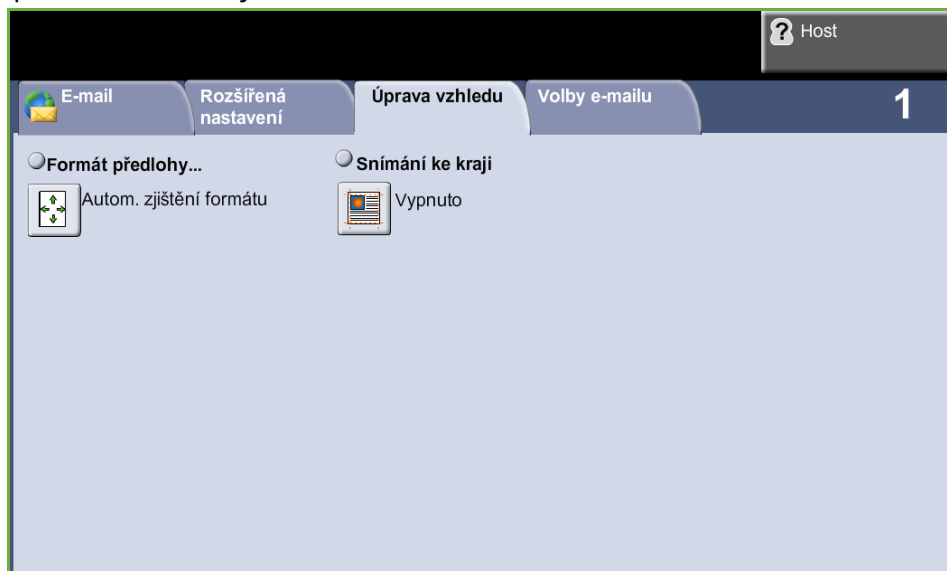 ? Host
E-mail
Rozšířená
nastavení
Úprava vzhledu
Volby e-mailu
1
Formát předlohy...
Snímání ke kraji
Autom. zjištění formátu
Vypnuto